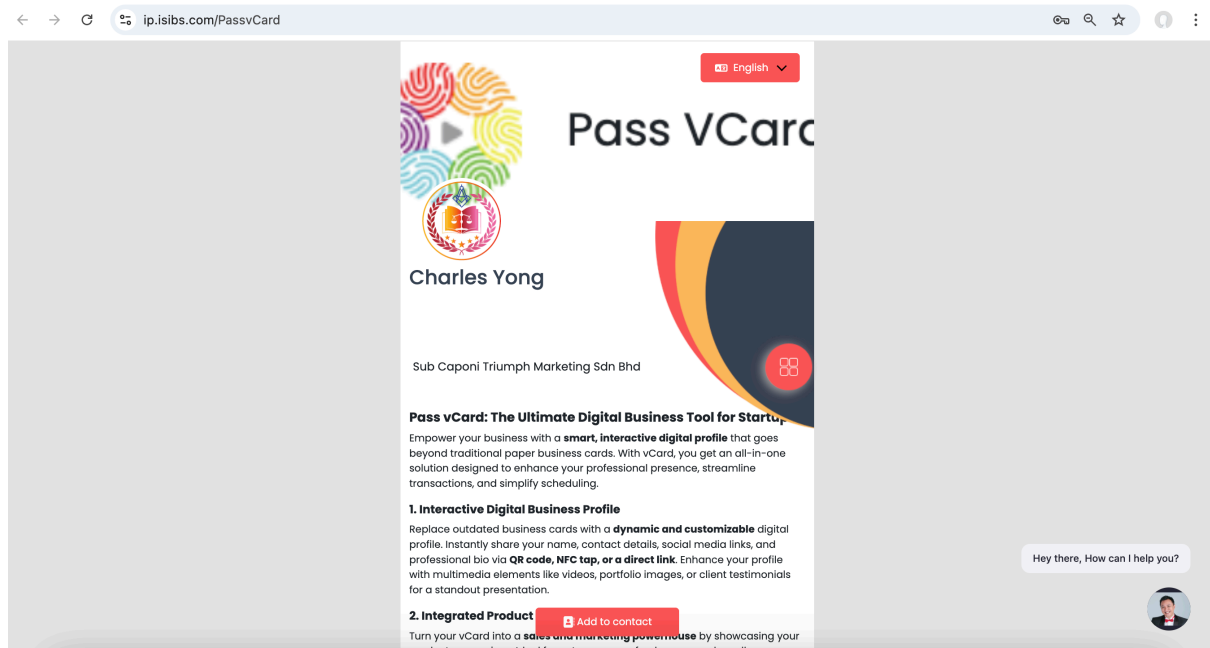 ip.isibs.com/PassvCard
English
Pass VCard
Charles Yong
Sub Caponi Triumph Marketing Sdn Bhd
Pass vCard: The Ultimate Digital Business Tool for Startup
Empower your business with a smart, interactive digital profile that goes
beyond traditional paper business cards. With vCard, you get an all-in-one
solution designed to enhance your professional presence, streamline
transactions, and simplify scheduling.
1. Interactive Digital Business Profile
Replace outdated business cards with a dynamic and customizable digital
profile. Instantly share your name, contact details, social media links, and
professional bio via QR code, NFC tap, or a direct link. Enhance your profile
with multimedia elements like videos, portfolio images, or client testimonials
for a standout presentation.
2. Integrated Product
Add to contact
Turn your vCard into a sales and marketing powerhouse by showcasing your
Hey there, How can I help you?